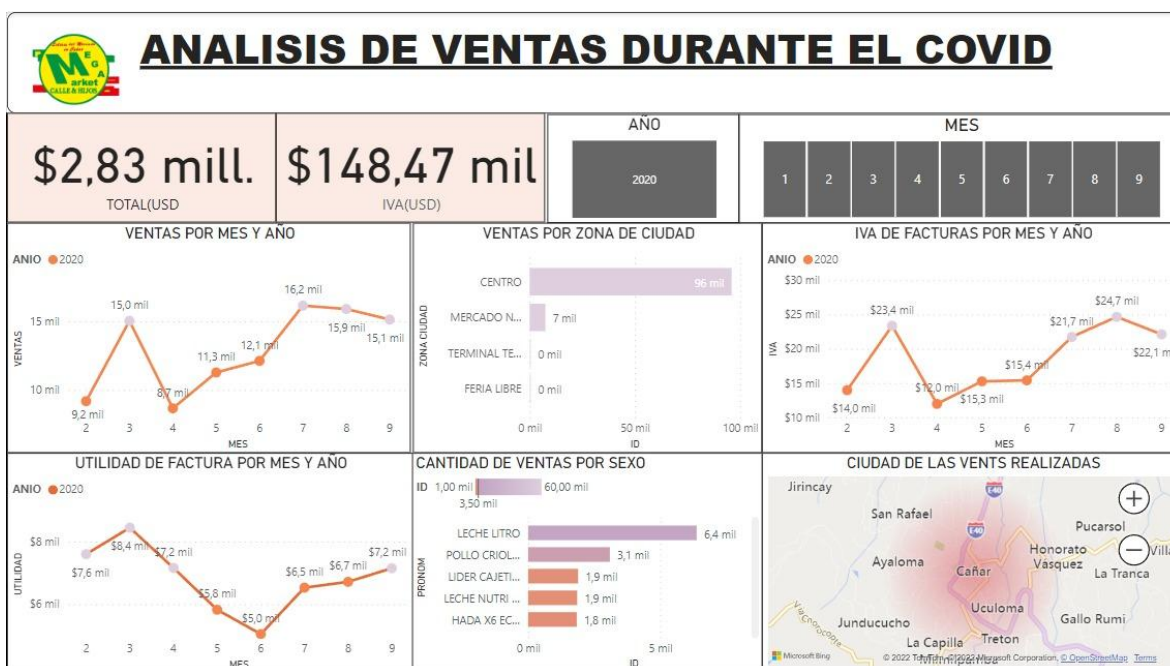 ANALISIS DE VENTAS DURANTE EL COVID
M E G A
arket
CALLE & HIJOS
$2,83 mill.
TOTAL(USD
$148,47 mil
IVA(USD)
AÑO
2020
MES
1 2 3 4 5 6 7 8 9
VENTAS POR MES Y AÑO
ANIO 2020
VENTAS
15 mil
10 mil
9,2 mil
15,0 mil
8,7 mil
11,3 mil
12,1 mil
16,2 mil
15,9 mil
15,1 mil
2 3 4 5 6 7 8 9
MES
VENTAS POR ZONA DE CIUDAD
ZONA CIUDAD
CENTRO 96 mil
MERCADO N... 7 mil
TERMINAL TE... 0 mil
FERIA LIBRE 0 mil
0 mil 50 mil 100 mil
ID
IVA DE FACTURAS POR MES Y AÑO
ANIO 2020
IVA
$30 mil
$25 mil
$20 mil
$15 mil
$10 mil
$14,0 mil
$23,4 mil
$12,0 mil
$15,3 mil
$15,4 mil
$21,7 mil
$24,7 mil
$22,1 mil
2 3 4 5 6 7 8 9
MES
UTILIDAD DE FACTURA POR MES Y AÑO
ANIO 2020
UTILIDAD
$8 mil
$6 mil
$7,6 mil
$8,4 mil
$7,2 mil
$5,8 mil
$5,0 mil
$6,5 mil
$6,7 mil
$7,2 mil
2 3 4 5 6 7 8 9
MES
CANTIDAD DE VENTAS POR SEXO
ID 1,00 mil 60,00 mil
3,50 mil
PRONOM
LECHE LITRO 6,4 mil
POLLO CRIOL... 3,1 mil
LIDER CAJETI... 1,9 mil
LECHE NUTRI ... 1,9 mil
HADA X6 EC... 1,8 mil
0 mil 5 mil
ID
CIUDAD DE LAS VENTS REALIZADAS
Jirincay
E40
San Rafael
E40
Pucarsol
Ayaloma
Cañar
Honorato
Vásquez
Villa
La Tranca
Uculoma
Junducucho
Gallo Rumi
La Capilla
Treton
Microsoft Bing
© 2022 TomTom, © 2022 Microsoft Corporation, © OpenStreetMap Terms